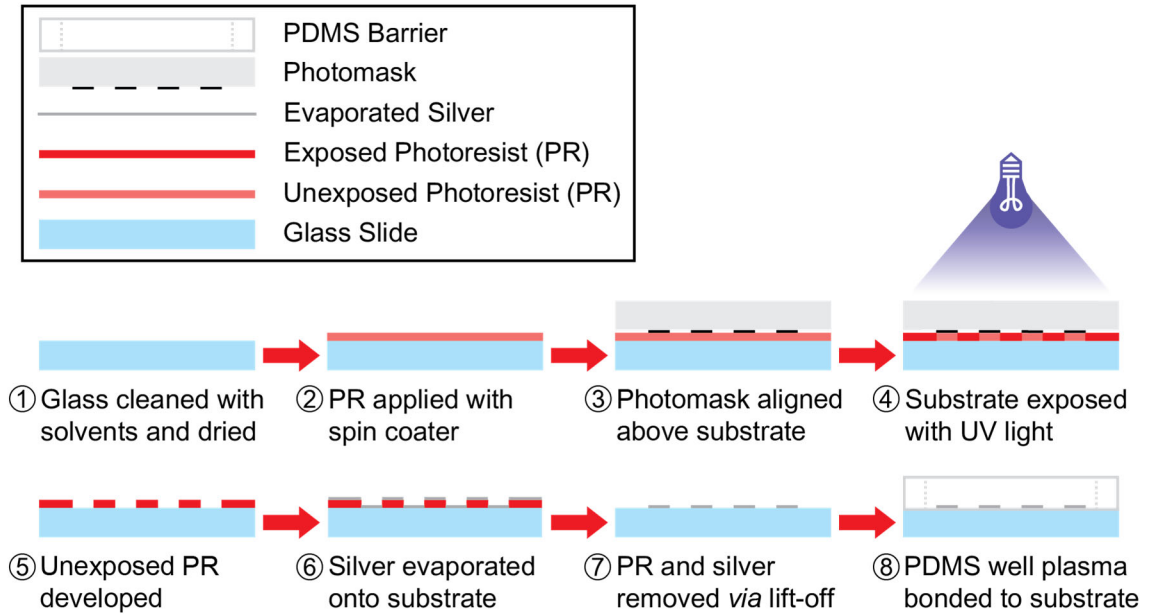 PDMS Barrier
Photomask
Evaporated Silver
Exposed Photoresist (PR)
Unexposed Photoresist (PR)
Glass Slide
① Glass cleaned with
solvents and dried
② PR applied with
spin coater
③ Photomask aligned
above substrate
④ Substrate exposed
with UV light
⑤ Unexposed PR
developed
⑥ Silver evaporated
onto substrate
⑦ PR and silver
removed via lift-off
⑧ PDMS well plasma
bonded to substrate